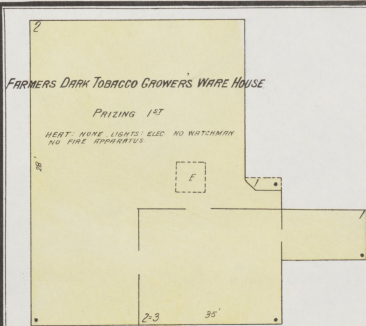 2
FARMERS DARK TOBACCO GROWERS WARE HOUSE
PRIZING 1ST
HEAT: NONE. LIGHTS: ELEC. NO WATCHMAN
NO FIRE APPARATUS.
28'
E
1
1
2=3 35'